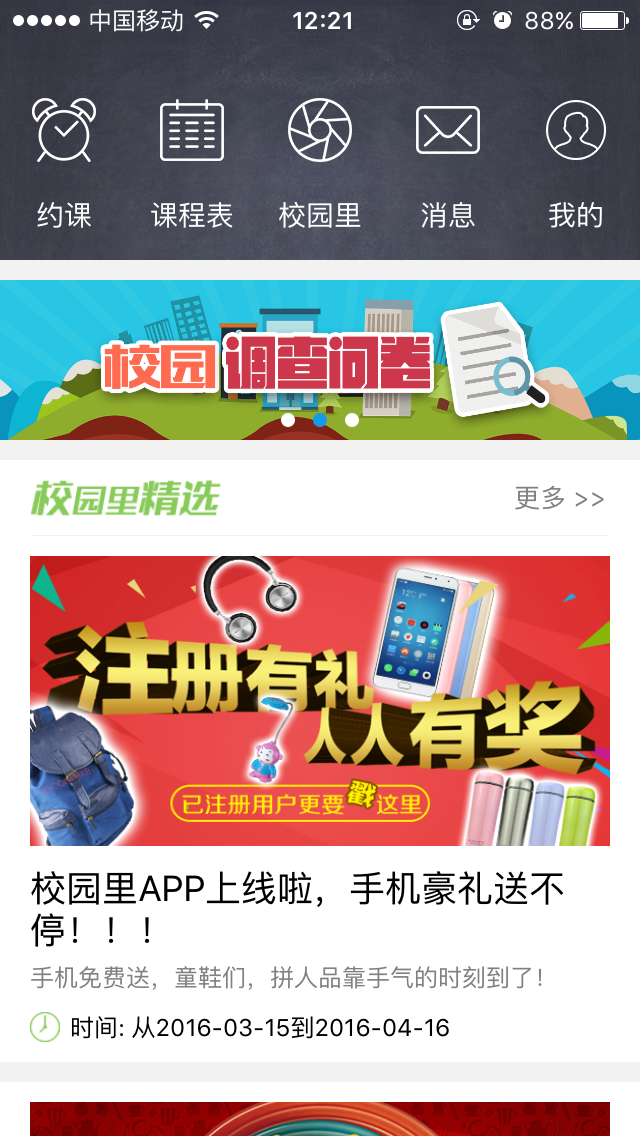 中国移动 12:21 88%
约课 课程表 校园里 消息 我的
校园 调查问卷
校园里精选 更多 >>
注册有礼
人人有奖
已注册用户更要戳这里
校园里APP上线啦，手机豪礼送不
停！！！
手机免费送，童鞋们，拼人品靠手气的时刻到了！
时间: 从2016-03-15到2016-04-16